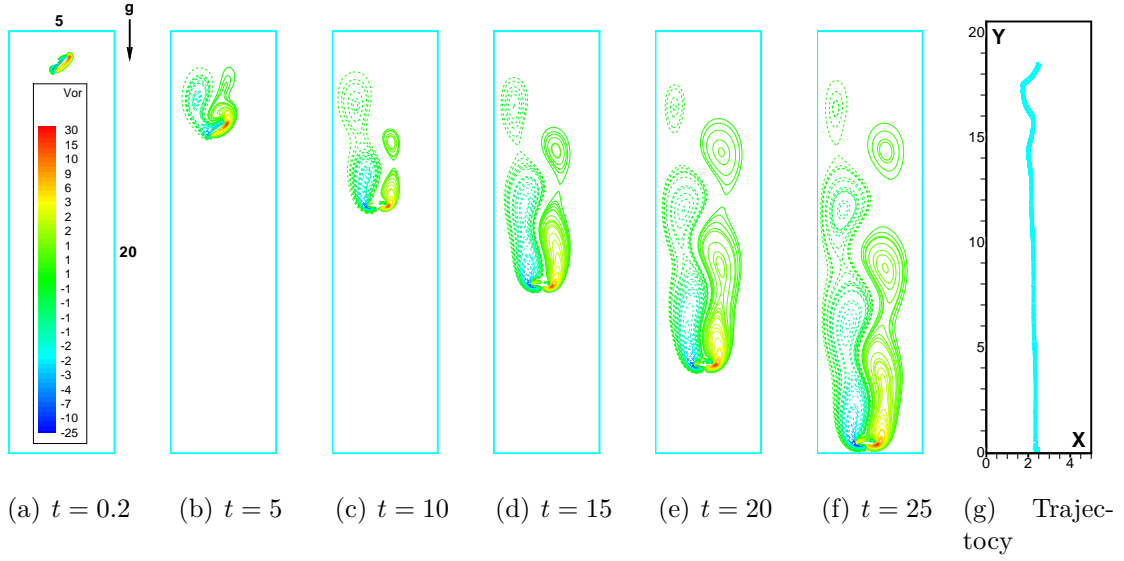 5
g
Vor
30
15
10
9
6
3
2
2
1
1
1
-1
-1
-1
-2
-2
-3
-4
-7
-10
-25
20
20
Y
15
10
5
0
X
0 2 4
(a) t = 0.2
(b) t = 5
(c) t = 10
(d) t = 15
(e) t = 20
(f) t = 25
(g) Trajec-
tocy